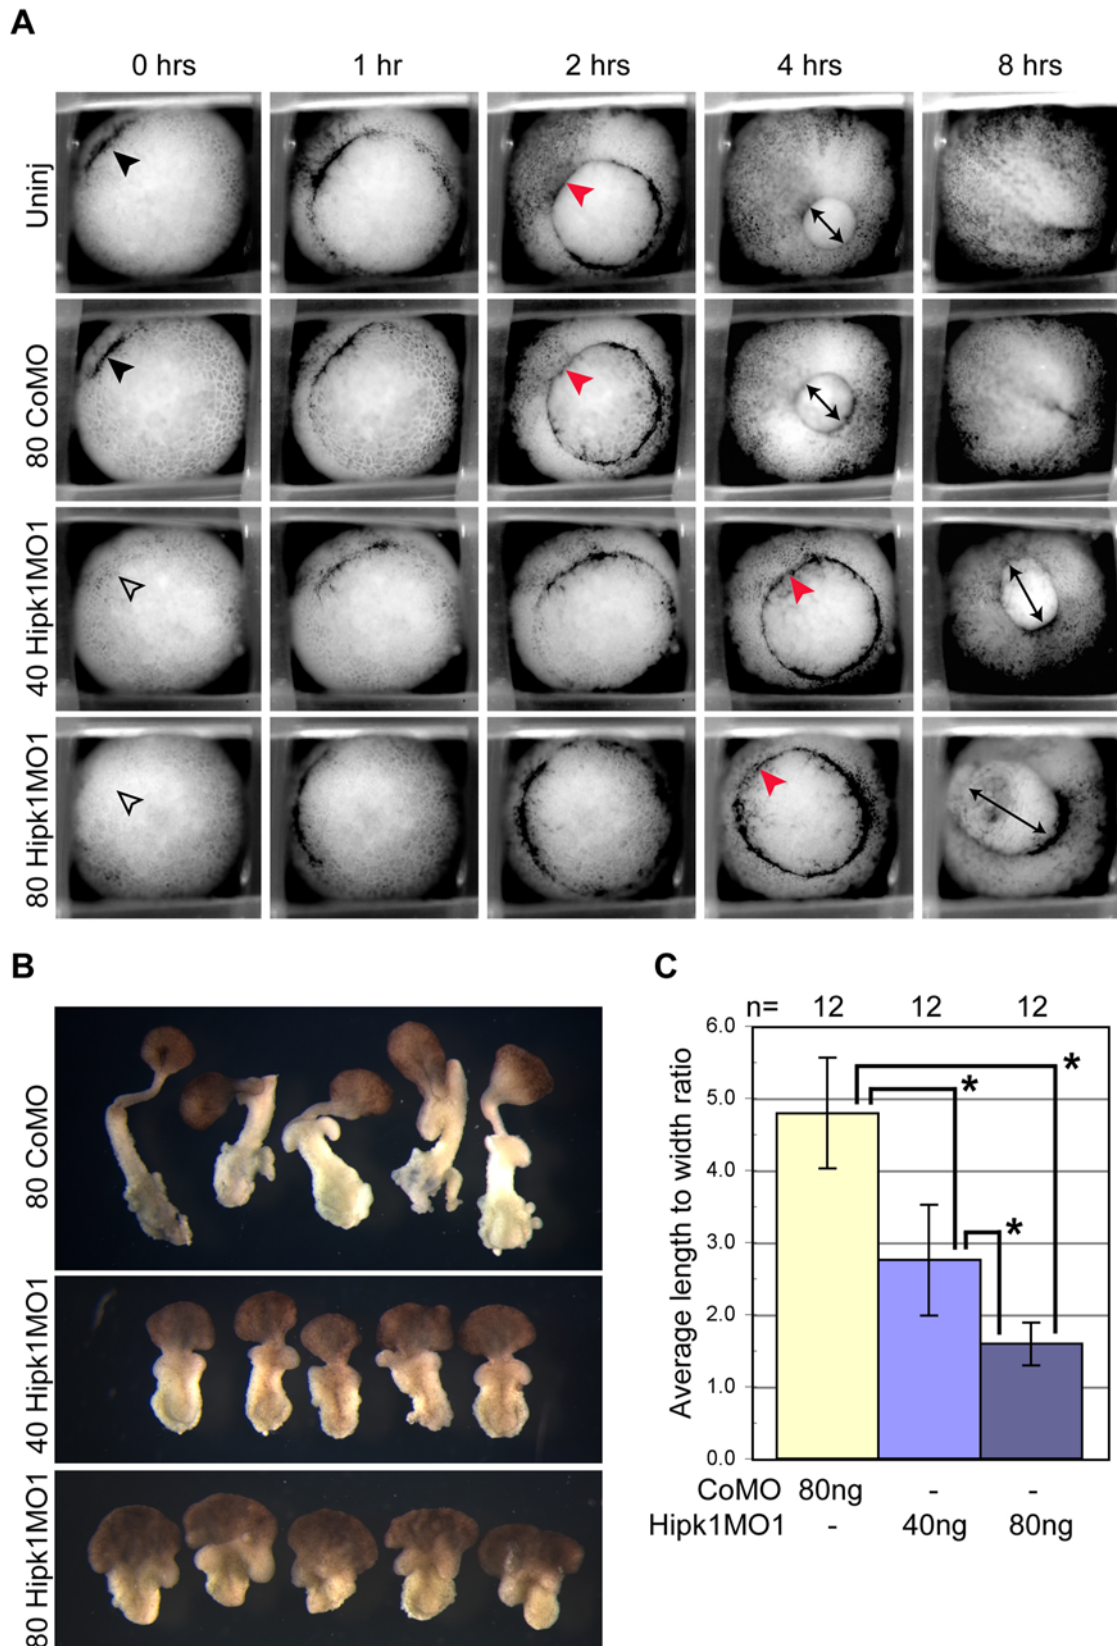 A
0 hrs 1 hr 2 hrs 4 hrs 8 hrs
Uninj
80 CoMO
40 Hipk1MO1
80 Hipk1MO1
B
80 CoMO
40 Hipk1MO1
80 Hipk1MO1
C
n= 12 12 12
6.0
5.0
4.0
3.0
2.0
1.0
0.0
Average length to width ratio
*
*
*
CoMO 80ng - -
Hipk1MO1 - 40ng 80ng